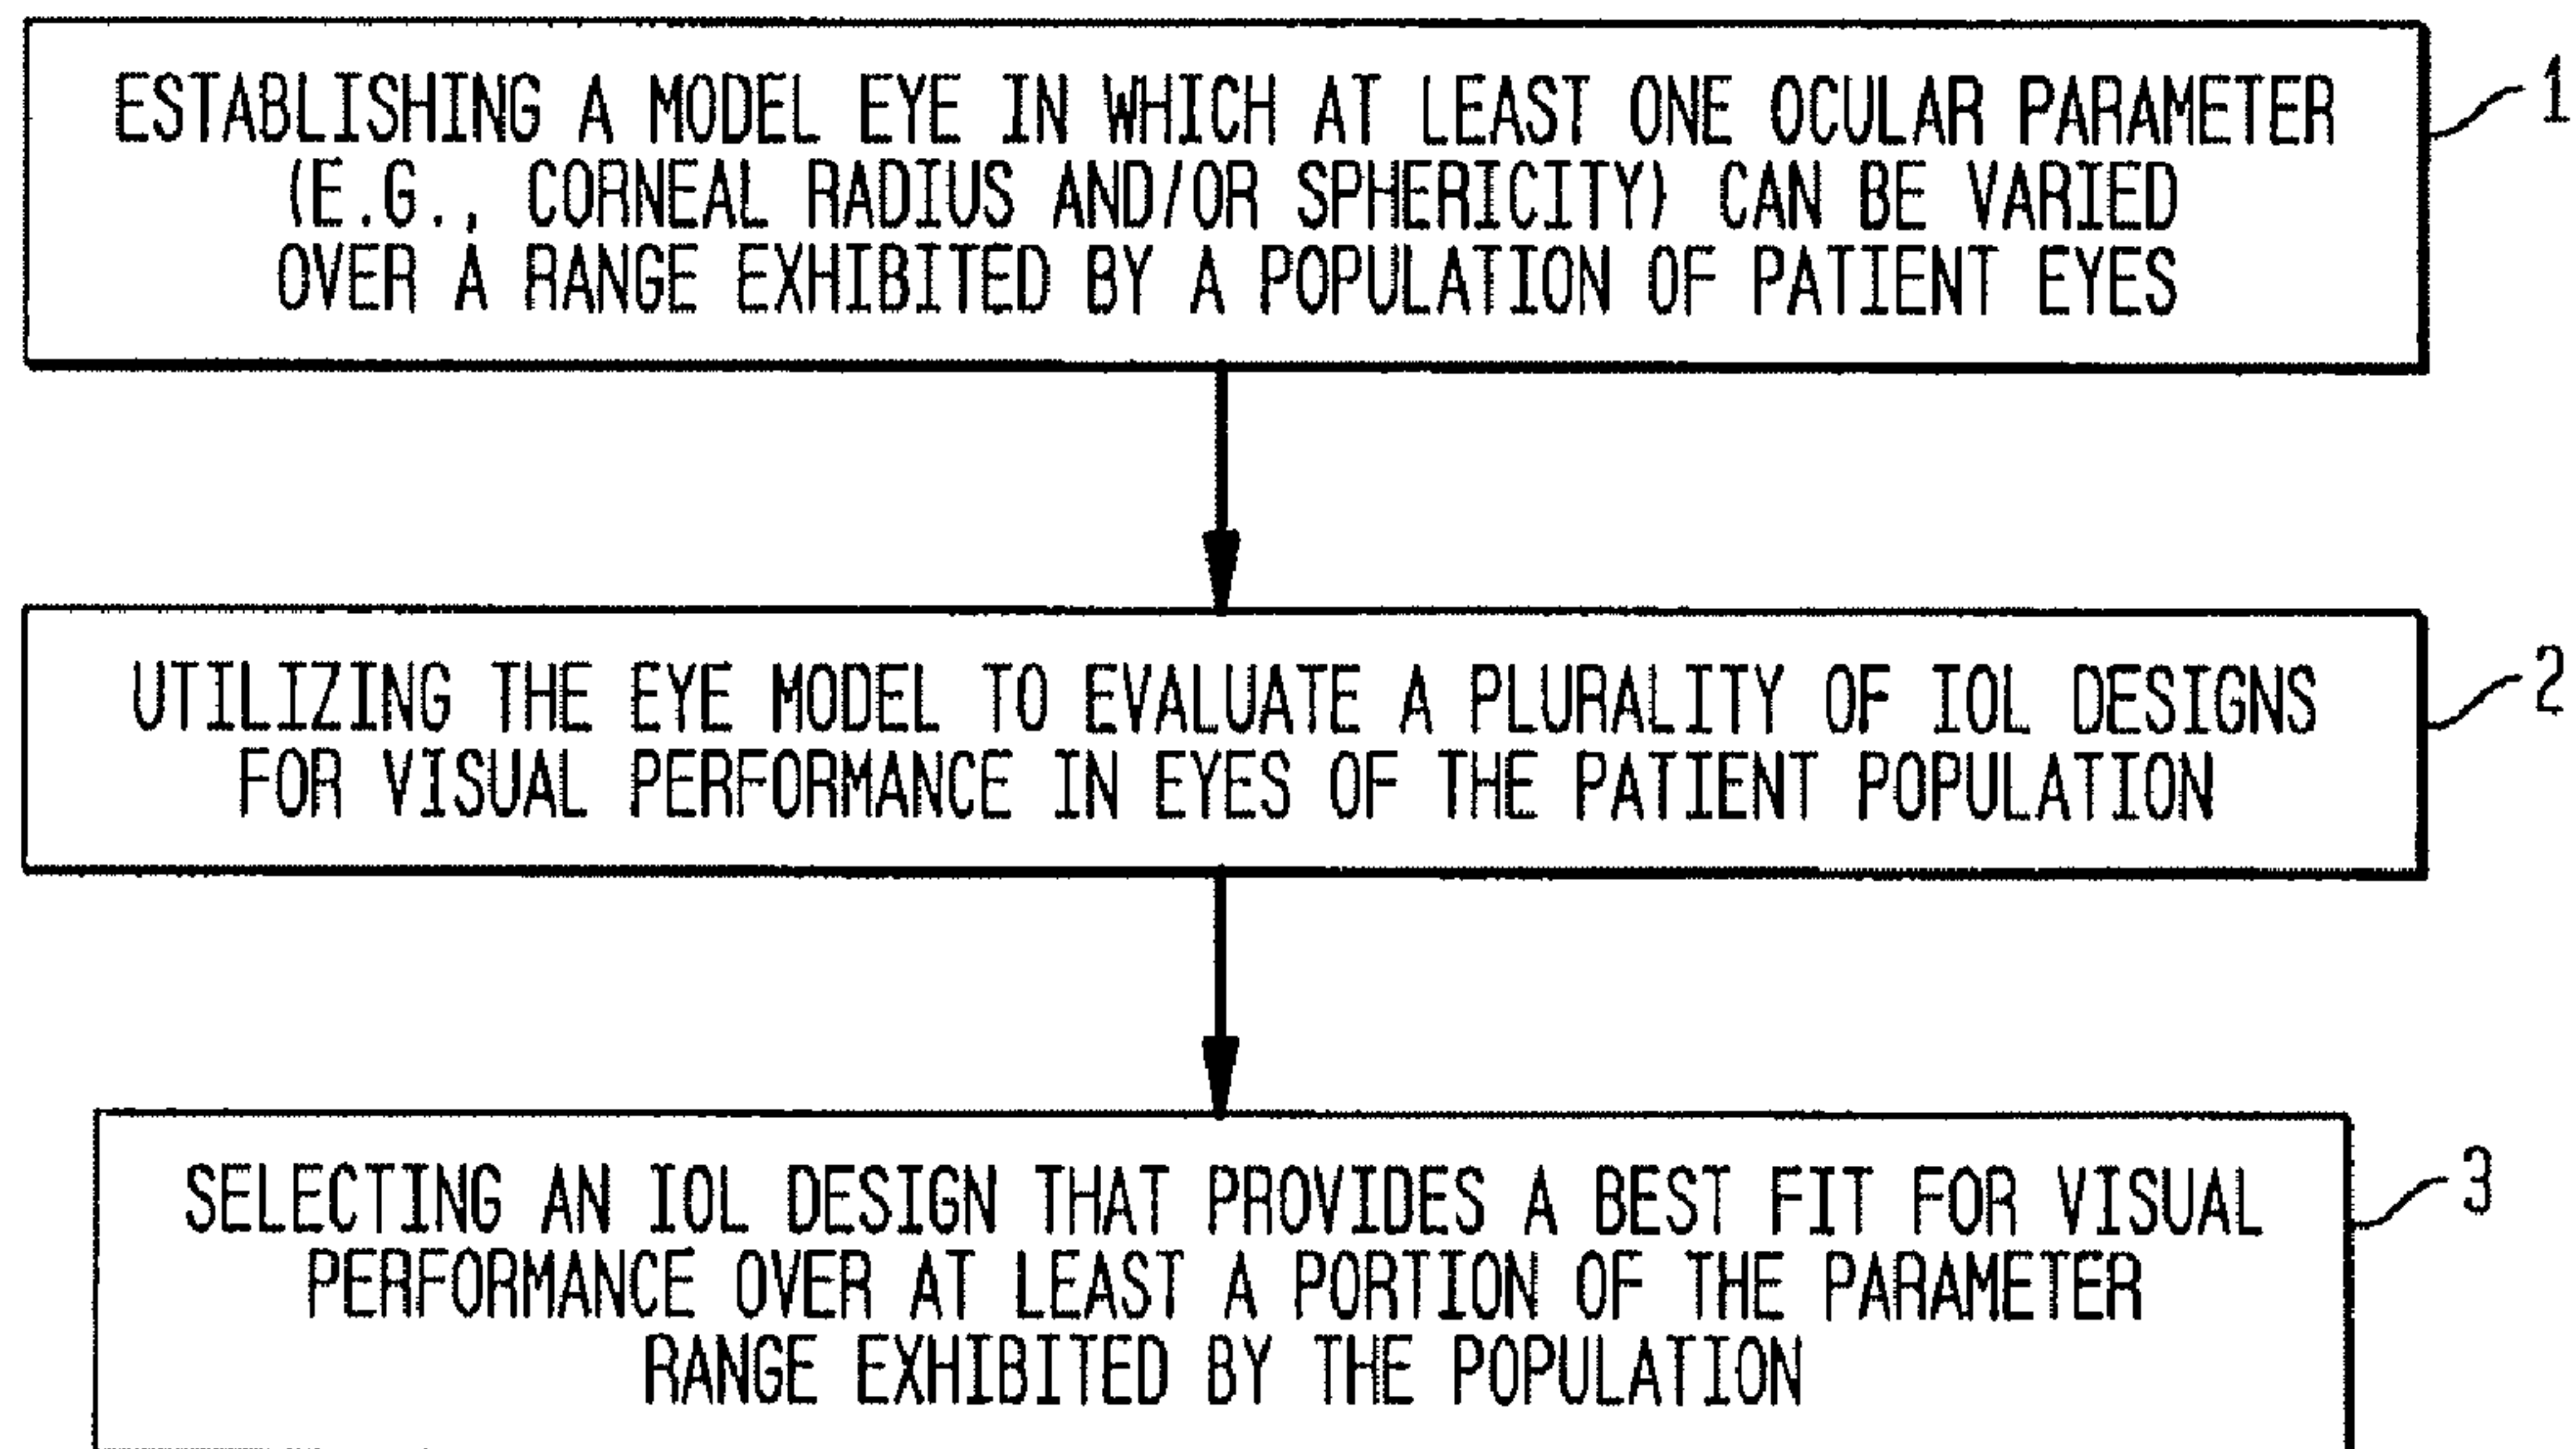 ESTABLISHING A MODEL EYE IN WHICH AT LEAST ONE OCULAR PARAMETER
(E.G., CORNEAL RADIUS AND/OR SPHERICITY) CAN BE VARIED
OVER A RANGE EXHIBITED BY A POPULATION OF PATIENT EYES
1
UTILIZING THE EYE MODEL TO EVALUATE A PLURALITY OF IOL DESIGNS
FOR VISUAL PERFORMANCE IN EYES OF THE PATIENT POPULATION
2
SELECTING AN IOL DESIGN THAT PROVIDES A BEST FIT FOR VISUAL
PERFORMANCE OVER AT LEAST A PORTION OF THE PARAMETER
RANGE EXHIBITED BY THE POPULATION
3